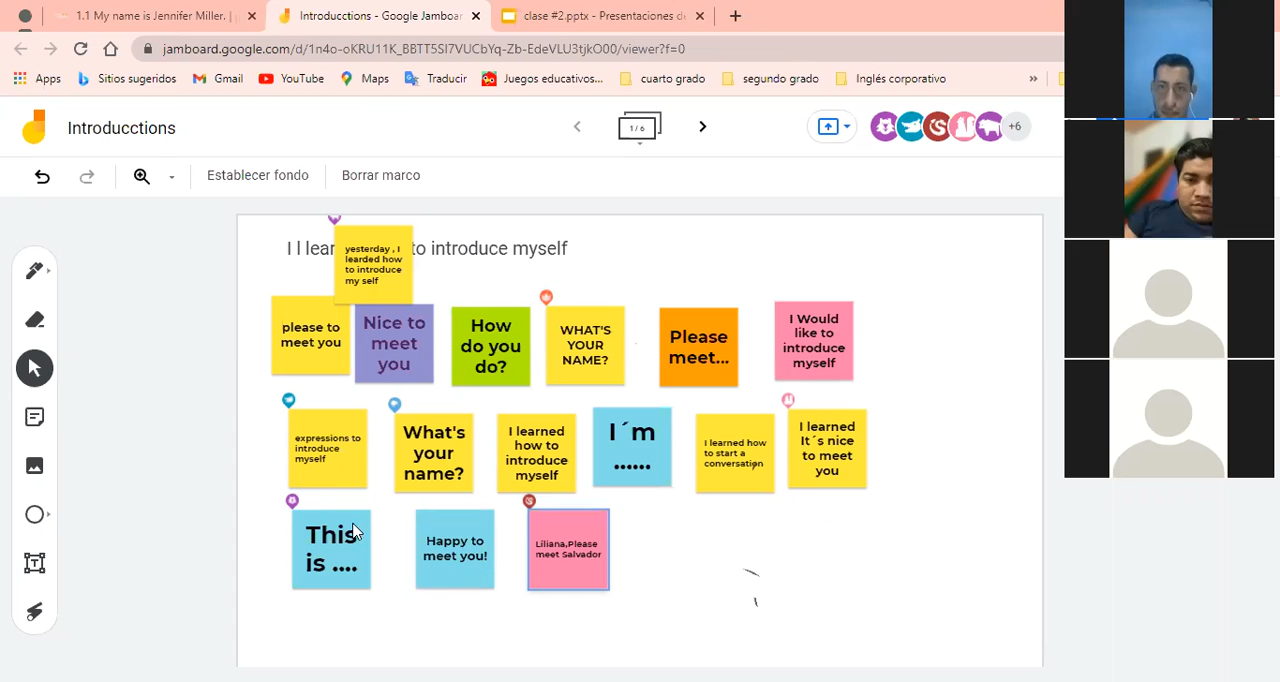 1.1 My name is Jennifer Miller. |
Introducctions - Google Jamboar
clase #2.pptx - Presentaciones d
jamboard.google.com/d/1n4o-oKRU11K_BBTT5SI7VUCbYq-Zb-EdeVLU3tjkO00/viewer?f=0
Apps
Sitios sugeridos
Gmail
YouTube
Maps
Traducir
Juegos educativos...
cuarto grado
segundo grado
Inglés corporativo
»
Introducctions
1/6
+6
Establecer fondo
Borrar marco
I l lear
to introduce myself
yesterday , I
learded how
to introduce
my self
please to
meet you
Nice to
meet
you
How
do you
do?
WHAT'S
YOUR
NAME?
Please
meet...
I Would
like to
introduce
myself
expressions to
introduce
myself
What's
your
name?
I learned
how to
introduce
myself
I´m
......
I learned how
to start a
conversation
I learned
It´s nice
to meet
you
This
is ....
Happy to
meet you!
Liliana,Please
meet Salvador